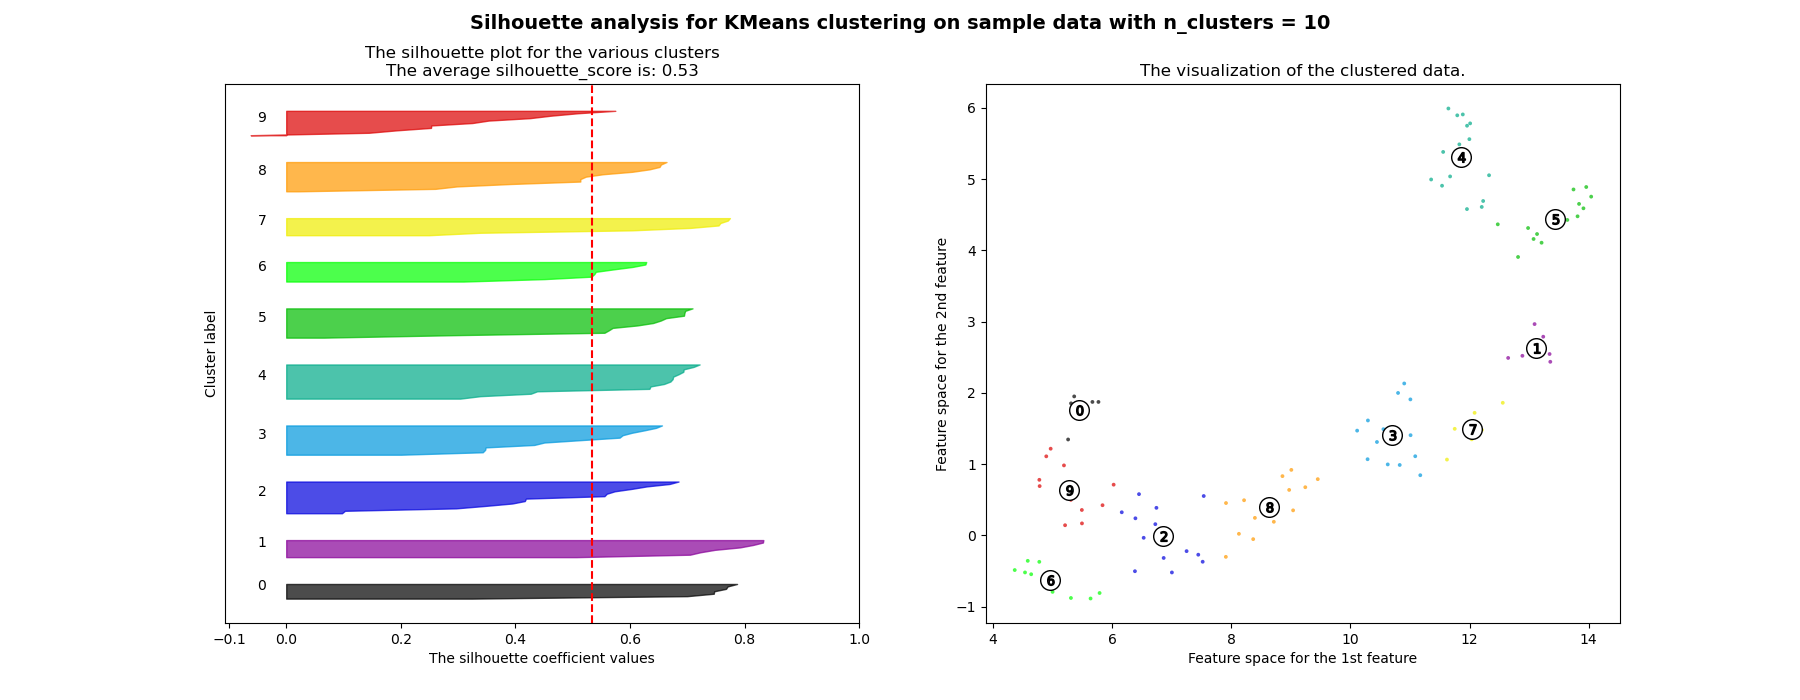 Silhouette analysis for KMeans clustering on sample data with n_clusters = 10
The silhouette plot for the various clusters
The average silhouette_score is: 0.53
9
8
7
6
5
4
3
2
1
0
Cluster label
−0.1 0.0 0.2 0.4 0.6 0.8 1.0
The silhouette coefficient values
The visualization of the clustered data.
6
5
4
3
2
1
0
−1
Feature space for the 2nd feature
4
5
1
0
3
7
9
8
2
6
4 6 8 10 12 14
Feature space for the 1st feature